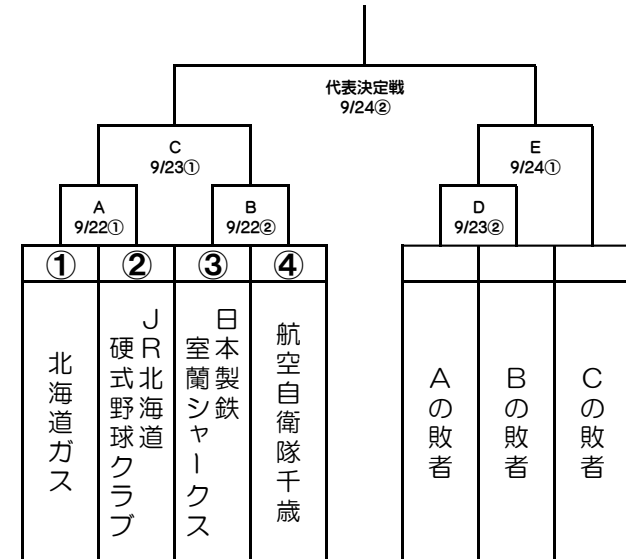 代表決定戦
9/24②
C
9/23①
E
9/24①
A
9/22①
B
9/22②
D
9/23②
①
②
③
④
北海道ガス
JR北海道
硬式野球クラブ
日本製鉄
室蘭シャークス
航空自衛隊千歳
Aの敗者
Bの敗者
Cの敗者